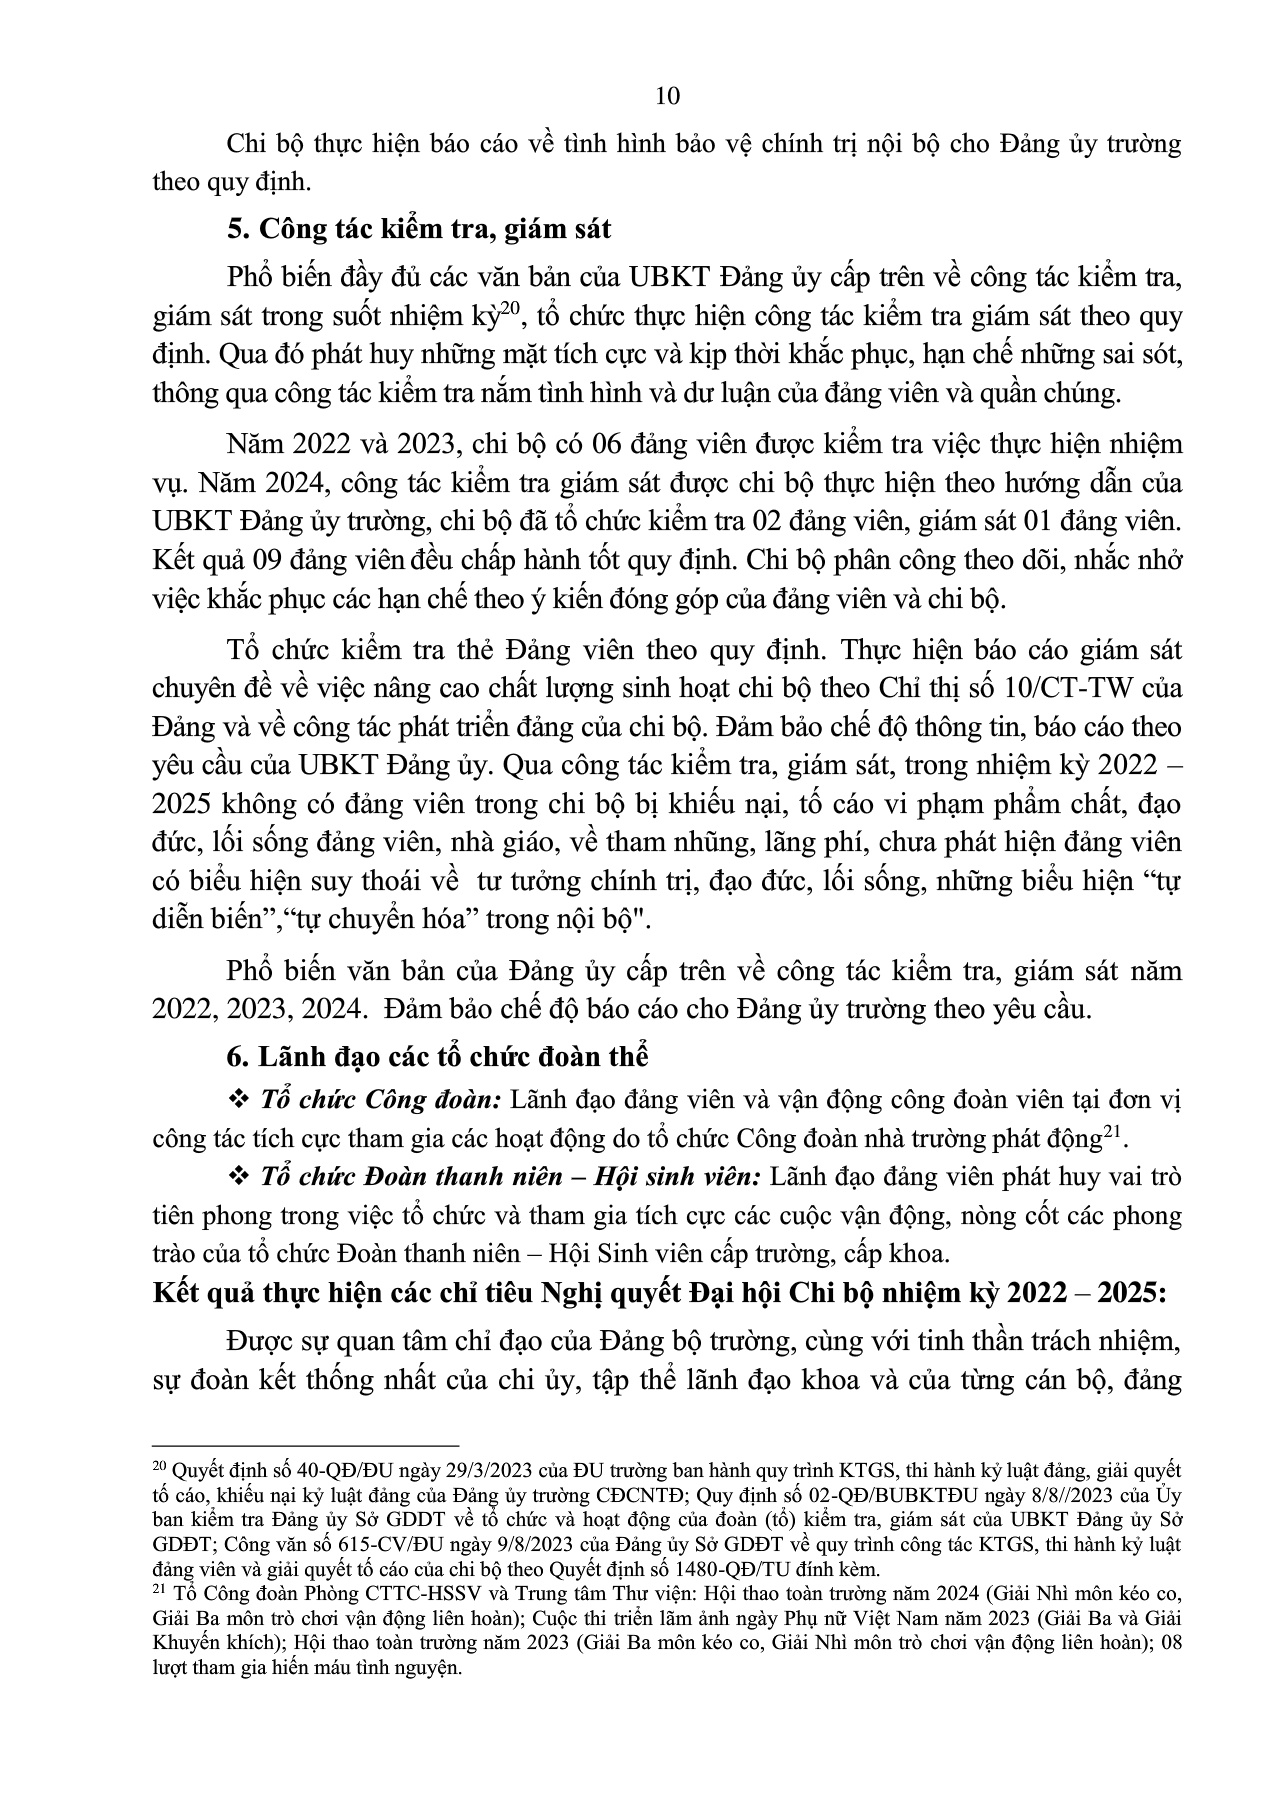 10
Chi bộ thực hiện báo cáo về tình hình bảo vệ chính trị nội bộ cho Đảng ủy trường
theo quy định.
5. Công tác kiểm tra, giám sát
Phổ biến đầy đủ các văn bản của UBKT Đảng ủy cấp trên về công tác kiểm tra,
giám sát trong suốt nhiệm kỳ20, tổ chức thực hiện công tác kiểm tra giám sát theo quy
định. Qua đó phát huy những mặt tích cực và kịp thời khắc phục, hạn chế những sai sót,
thông qua công tác kiểm tra nắm tình hình và dư luận của đảng viên và quần chúng.
Năm 2022 và 2023, chi bộ có 06 đảng viên được kiểm tra việc thực hiện nhiệm
vụ. Năm 2024, công tác kiểm tra giám sát được chi bộ thực hiện theo hướng dẫn của
UBKT Đảng ủy trường, chi bộ đã tổ chức kiểm tra 02 đảng viên, giám sát 01 đảng viên.
Kết quả 09 đảng viên đều chấp hành tốt quy định. Chi bộ phân công theo dõi, nhắc nhở
việc khắc phục các hạn chế theo ý kiến đóng góp của đảng viên và chi bộ.
Tổ chức kiểm tra thẻ Đảng viên theo quy định. Thực hiện báo cáo giám sát
chuyên đề về việc nâng cao chất lượng sinh hoạt chi bộ theo Chỉ thị số 10/CT-TW của
Đảng và về công tác phát triển đảng của chi bộ. Đảm bảo chế độ thông tin, báo cáo theo
yêu cầu của UBKT Đảng ủy. Qua công tác kiểm tra, giám sát, trong nhiệm kỳ 2022 –
2025 không có đảng viên trong chi bộ bị khiếu nại, tố cáo vi phạm phẩm chất, đạo
đức, lối sống đảng viên, nhà giáo, về tham nhũng, lãng phí, chưa phát hiện đảng viên
có biểu hiện suy thoái về  tư tưởng chính trị, đạo đức, lối sống, những biểu hiện “tự
diễn biến”,“tự chuyển hóa” trong nội bộ".
Phổ biến văn bản của Đảng ủy cấp trên về công tác kiểm tra, giám sát năm
2022, 2023, 2024.  Đảm bảo chế độ báo cáo cho Đảng ủy trường theo yêu cầu.
6. Lãnh đạo các tổ chức đoàn thể
❖ Tổ chức Công đoàn: Lãnh đạo đảng viên và vận động công đoàn viên tại đơn vị
công tác tích cực tham gia các hoạt động do tổ chức Công đoàn nhà trường phát động21.
❖ Tổ chức Đoàn thanh niên – Hội sinh viên: Lãnh đạo đảng viên phát huy vai trò
tiên phong trong việc tổ chức và tham gia tích cực các cuộc vận động, nòng cốt các phong
trào của tổ chức Đoàn thanh niên – Hội Sinh viên cấp trường, cấp khoa.
Kết quả thực hiện các chỉ tiêu Nghị quyết Đại hội Chi bộ nhiệm kỳ 2022 – 2025:
Được sự quan tâm chỉ đạo của Đảng bộ trường, cùng với tinh thần trách nhiệm,
sự đoàn kết thống nhất của chi ủy, tập thể lãnh đạo khoa và của từng cán bộ, đảng
20 Quyết định số 40-QĐ/ĐU ngày 29/3/2023 của ĐU trường ban hành quy trình KTGS, thi hành kỷ luật đảng, giải quyết
tố cáo, khiếu nại kỷ luật đảng của Đảng ủy trường CĐCNTĐ; Quy định số 02-QĐ/BUBKTĐU ngày 8/8//2023 của Ủy
ban kiểm tra Đảng ủy Sở GDDT về tổ chức và hoạt động của đoàn (tổ) kiểm tra, giám sát của UBKT Đảng ủy Sở
GDĐT; Công văn số 615-CV/ĐU ngày 9/8/2023 của Đảng ủy Sở GDĐT về quy trình công tác KTGS, thi hành kỷ luật
đảng viên và giải quyết tố cáo của chi bộ theo Quyết định số 1480-QĐ/TU đính kèm.
21 Tổ Công đoàn Phòng CTTC-HSSV và Trung tâm Thư viện: Hội thao toàn trường năm 2024 (Giải Nhì môn kéo co,
Giải Ba môn trò chơi vận động liên hoàn); Cuộc thi triển lãm ảnh ngày Phụ nữ Việt Nam năm 2023 (Giải Ba và Giải
Khuyến khích); Hội thao toàn trường năm 2023 (Giải Ba môn kéo co, Giải Nhì môn trò chơi vận động liên hoàn); 08
lượt tham gia hiến máu tình nguyện.